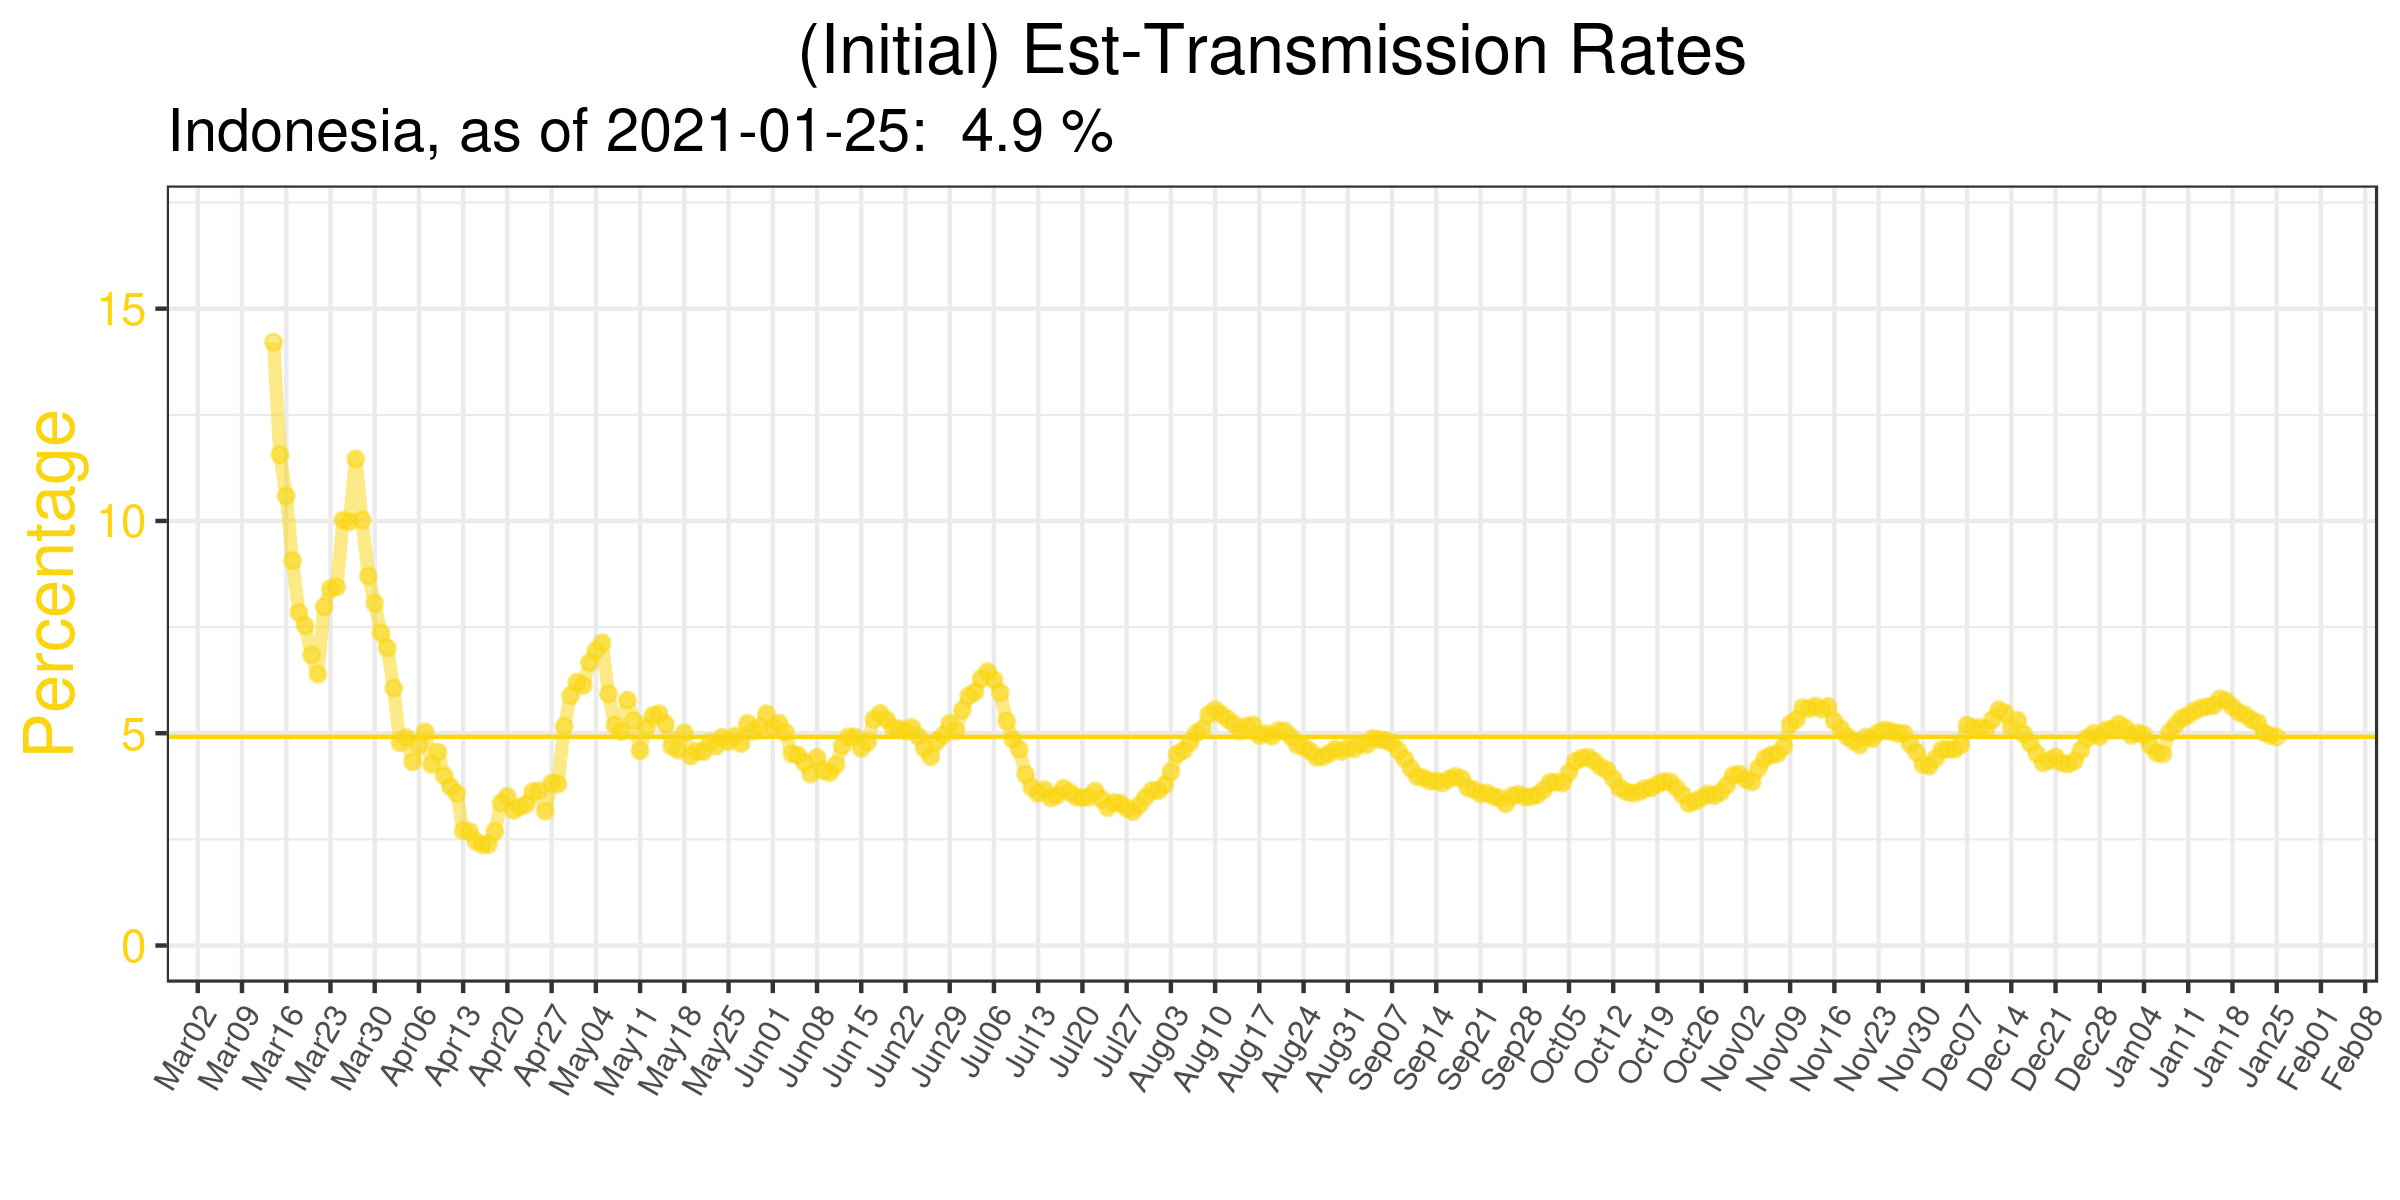 (Initial) Est-Transmission Rates
Indonesia, as of 2021-01-25:  4.9 %
Percentage
15
10
5
0
Mar02 Mar09 Mar16 Mar23 Mar30 Apr06 Apr13 Apr20 Apr27 May04 May11 May18 May25 Jun01 Jun08 Jun15 Jun22 Jun29 Jul06 Jul13 Jul20 Jul27 Aug03 Aug10 Aug17 Aug24 Aug31 Sep07 Sep14 Sep21 Sep28 Oct05 Oct12 Oct19 Oct26 Nov02 Nov09 Nov16 Nov23 Nov30 Dec07 Dec14 Dec21 Dec28 Jan04 Jan11 Jan18 Jan25 Feb01 Feb08